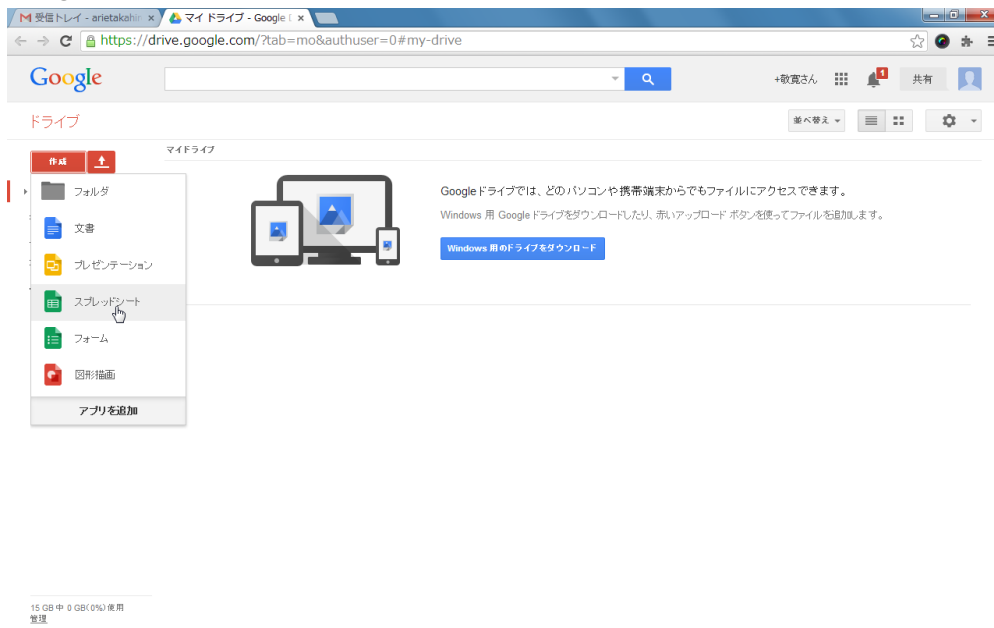 受信トレイ - arietakahir
マイ ドライブ - Google
https://drive.google.com/?tab=mo&authuser=0#my-drive
Google
+敬寛さん
1
共有
ドライブ
並べ替え
作成
マイドライブ
フォルダ
文書
プレゼンテーション
スプレッドシート
フォーム
図形描画
アプリを追加
Googleドライブでは、どのパソコンや携帯端末からでもファイルにアクセスできます。
Windows 用 Google ドライブをダウンロードしたり、赤いアップロード ボタンを使ってファイルを追加します。
Windows 用のドライブをダウンロード
15 GB 中 0 GB(0%)使用
管理